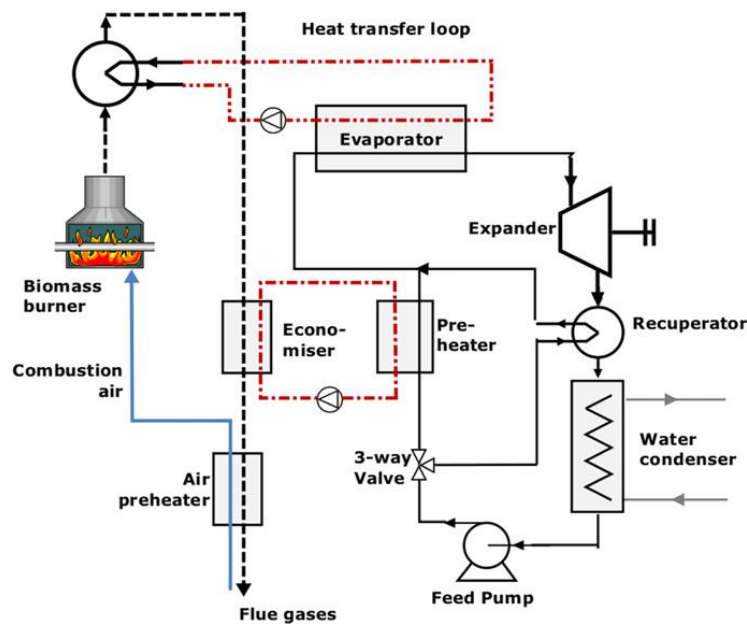 Heat transfer loop
Evaporator
Expander
Biomass
burner
Econo-
miser
Pre-
heater
Recuperator
Combustion
air
3-way
Valve
Water
condenser
Air
preheater
Feed Pump
Flue gases